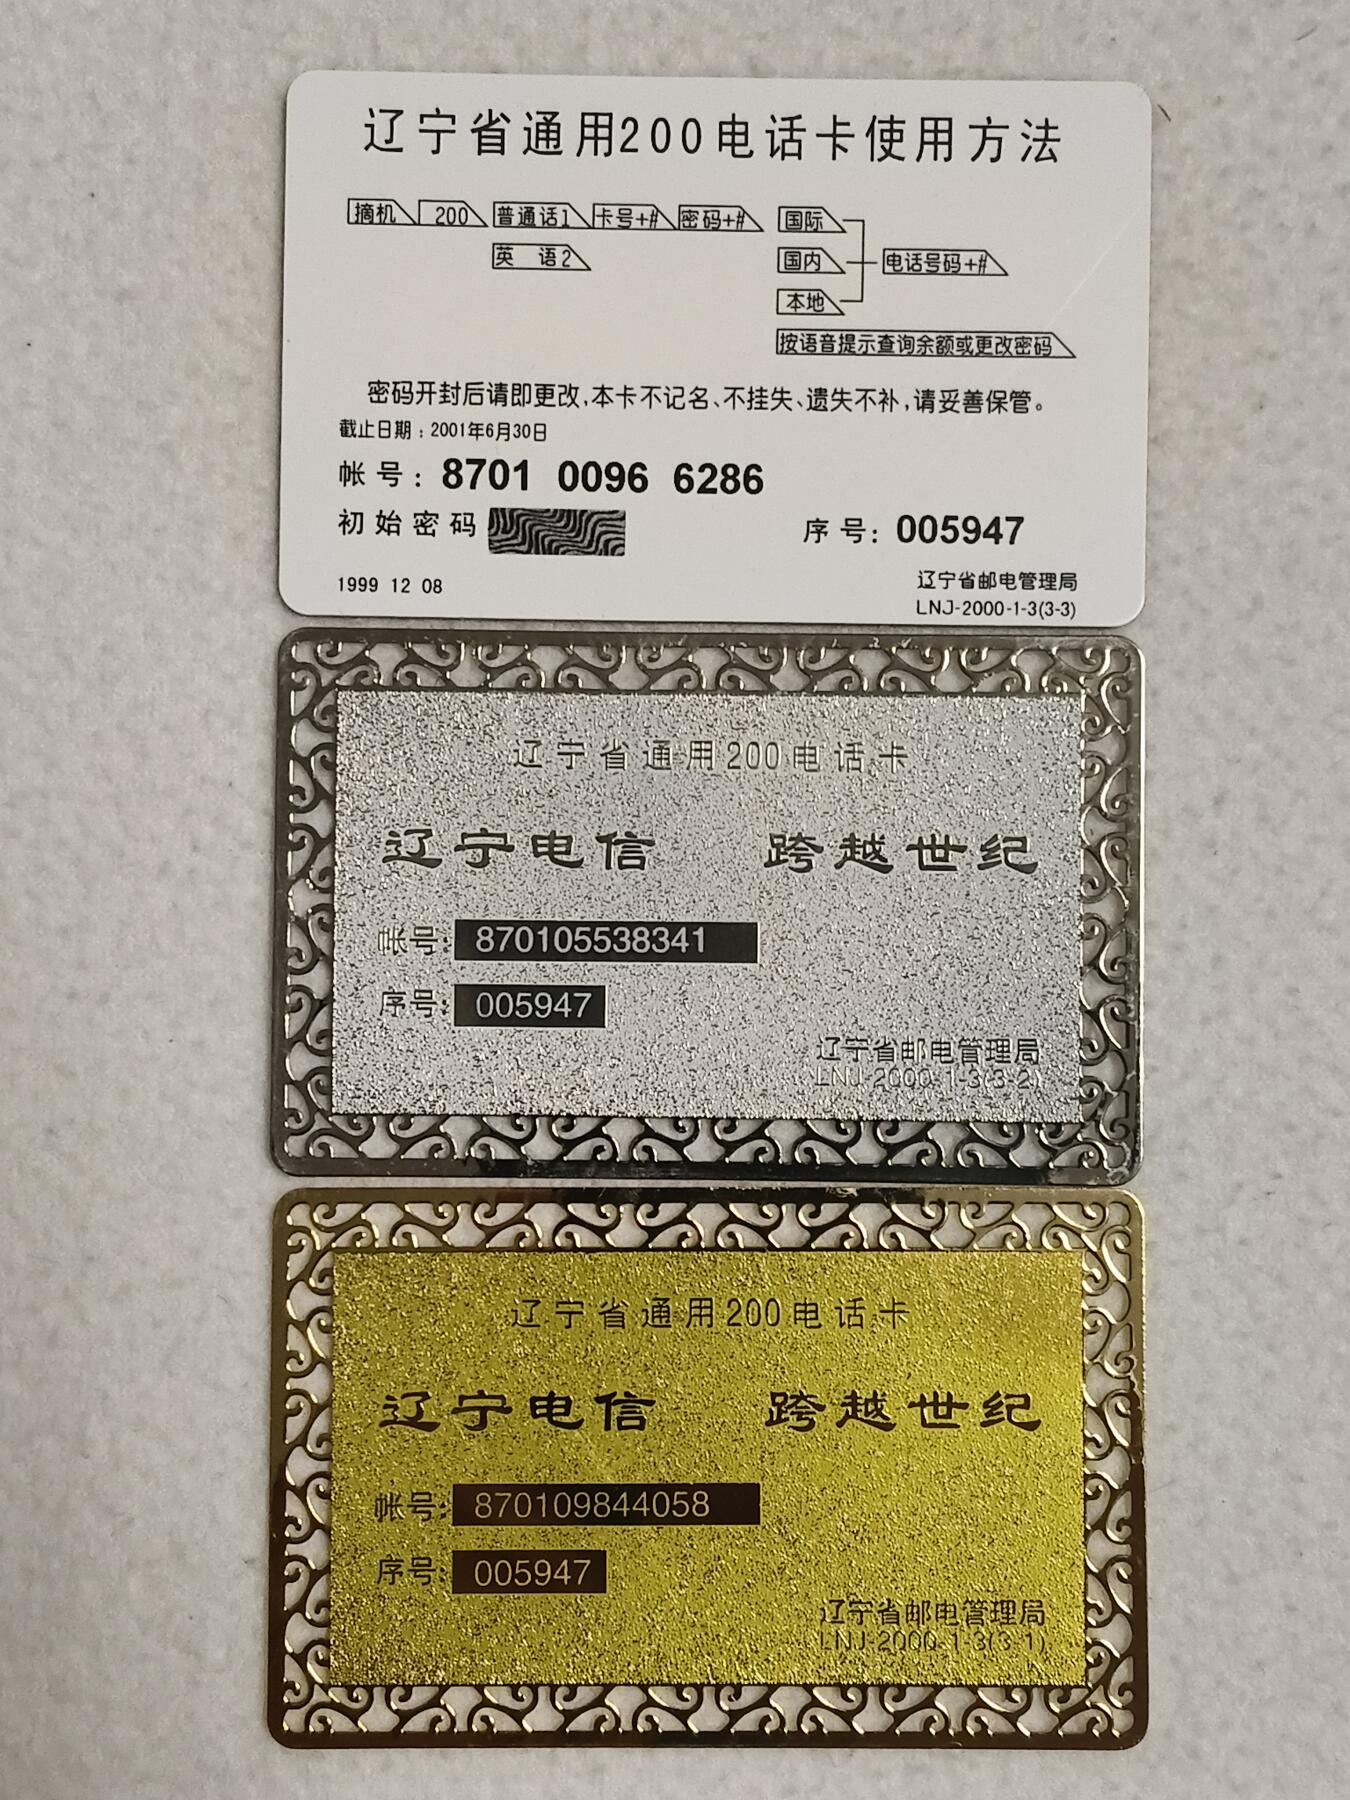 辽宁省通用200电话卡使用方法
摘机 200 普通话1 卡号+# 密码+# 国际
英 语2 国内 电话号码+#
本地
按语音提示查询余额或更改密码
密码开封后请即更改,本卡不记名、不挂失、遗失不补,请妥善保管。
截止日期:2001年6月30日
帐号: 8701 0096 6286
初始密码 序号: 005947
1999 12 08 辽宁省邮电管理局
LNJ-2000-1-3(3-3)
辽宁省通用200电话卡
辽宁电信 跨越世纪
帐号: 870105538341
序号: 005947
辽宁省邮电管理局
LNJ-2000-1-3(3-2)
辽宁省通用200电话卡
辽宁电信 跨越世纪
帐号: 870109844058
序号: 005947
辽宁省邮电管理局
LNJ-2000-1-3(3-1)